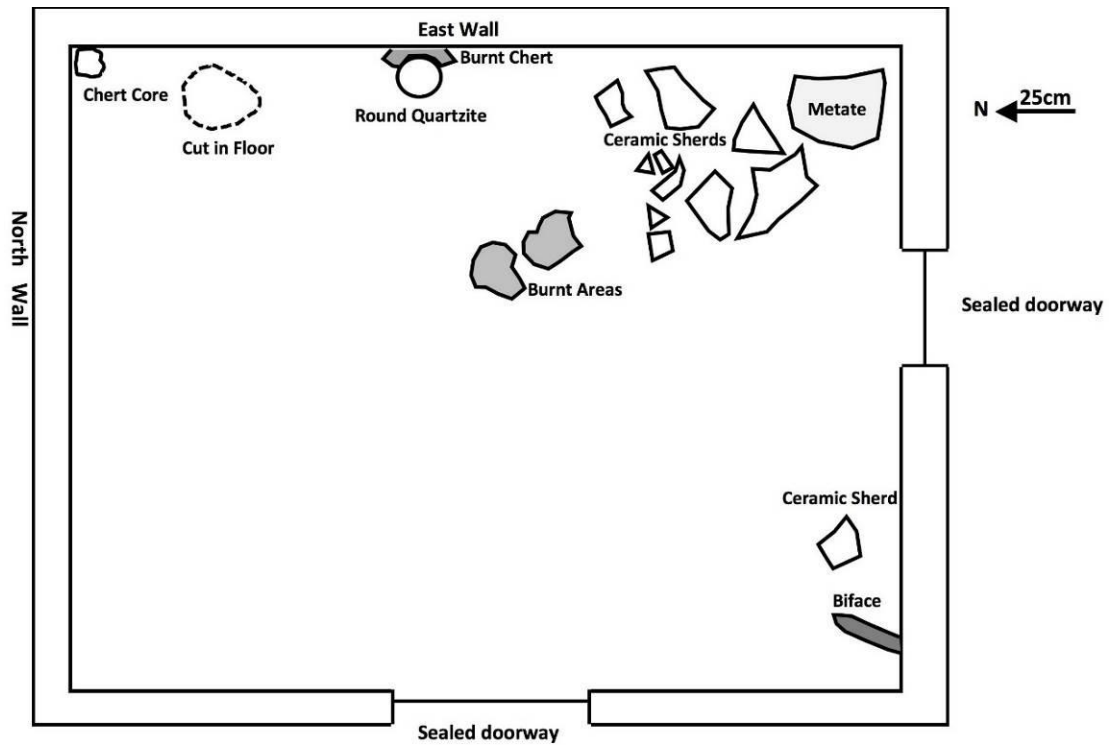 East Wall
Burnt Chert
Chert Core
Round Quartzite
Cut in Floor
Ceramic Sherds
Metate
N
25cm
North Wall
Burnt Areas
Sealed doorway
Ceramic Sherd
Biface
Sealed doorway